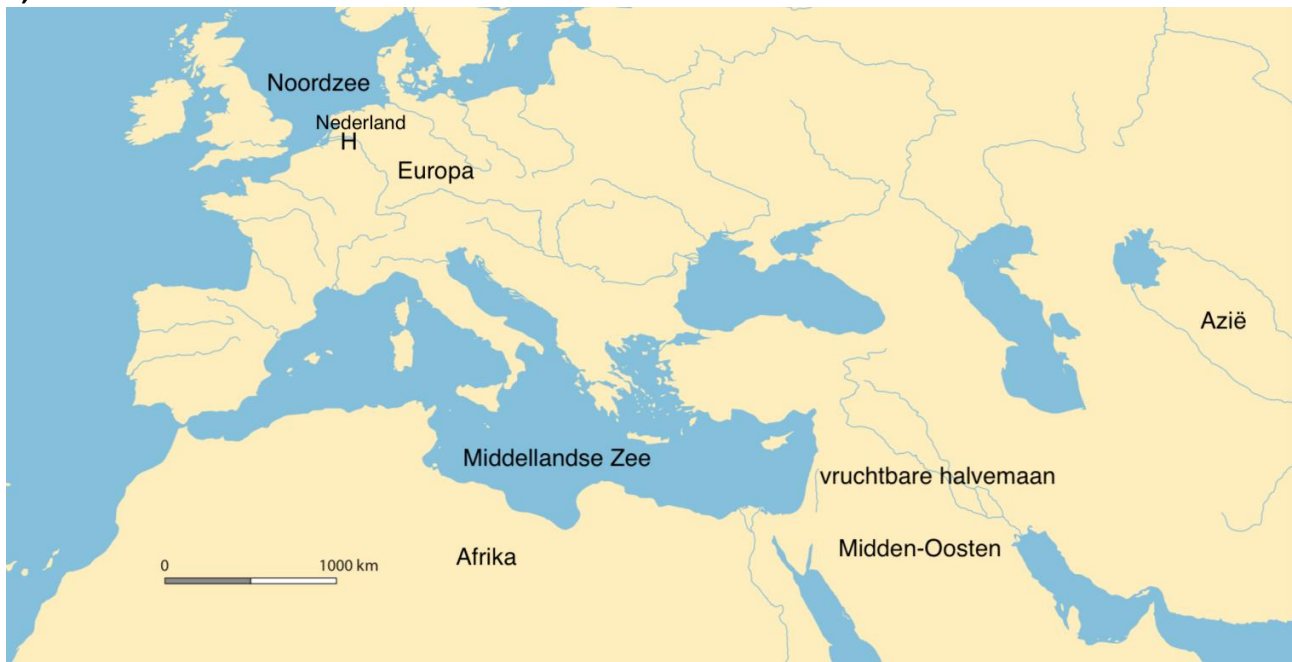 Noordzee
Nederland
H
Europa
Azië
Middellandse Zee
vruchtbare halvemaan
Midden-Oosten
Afrika
0 1000 km